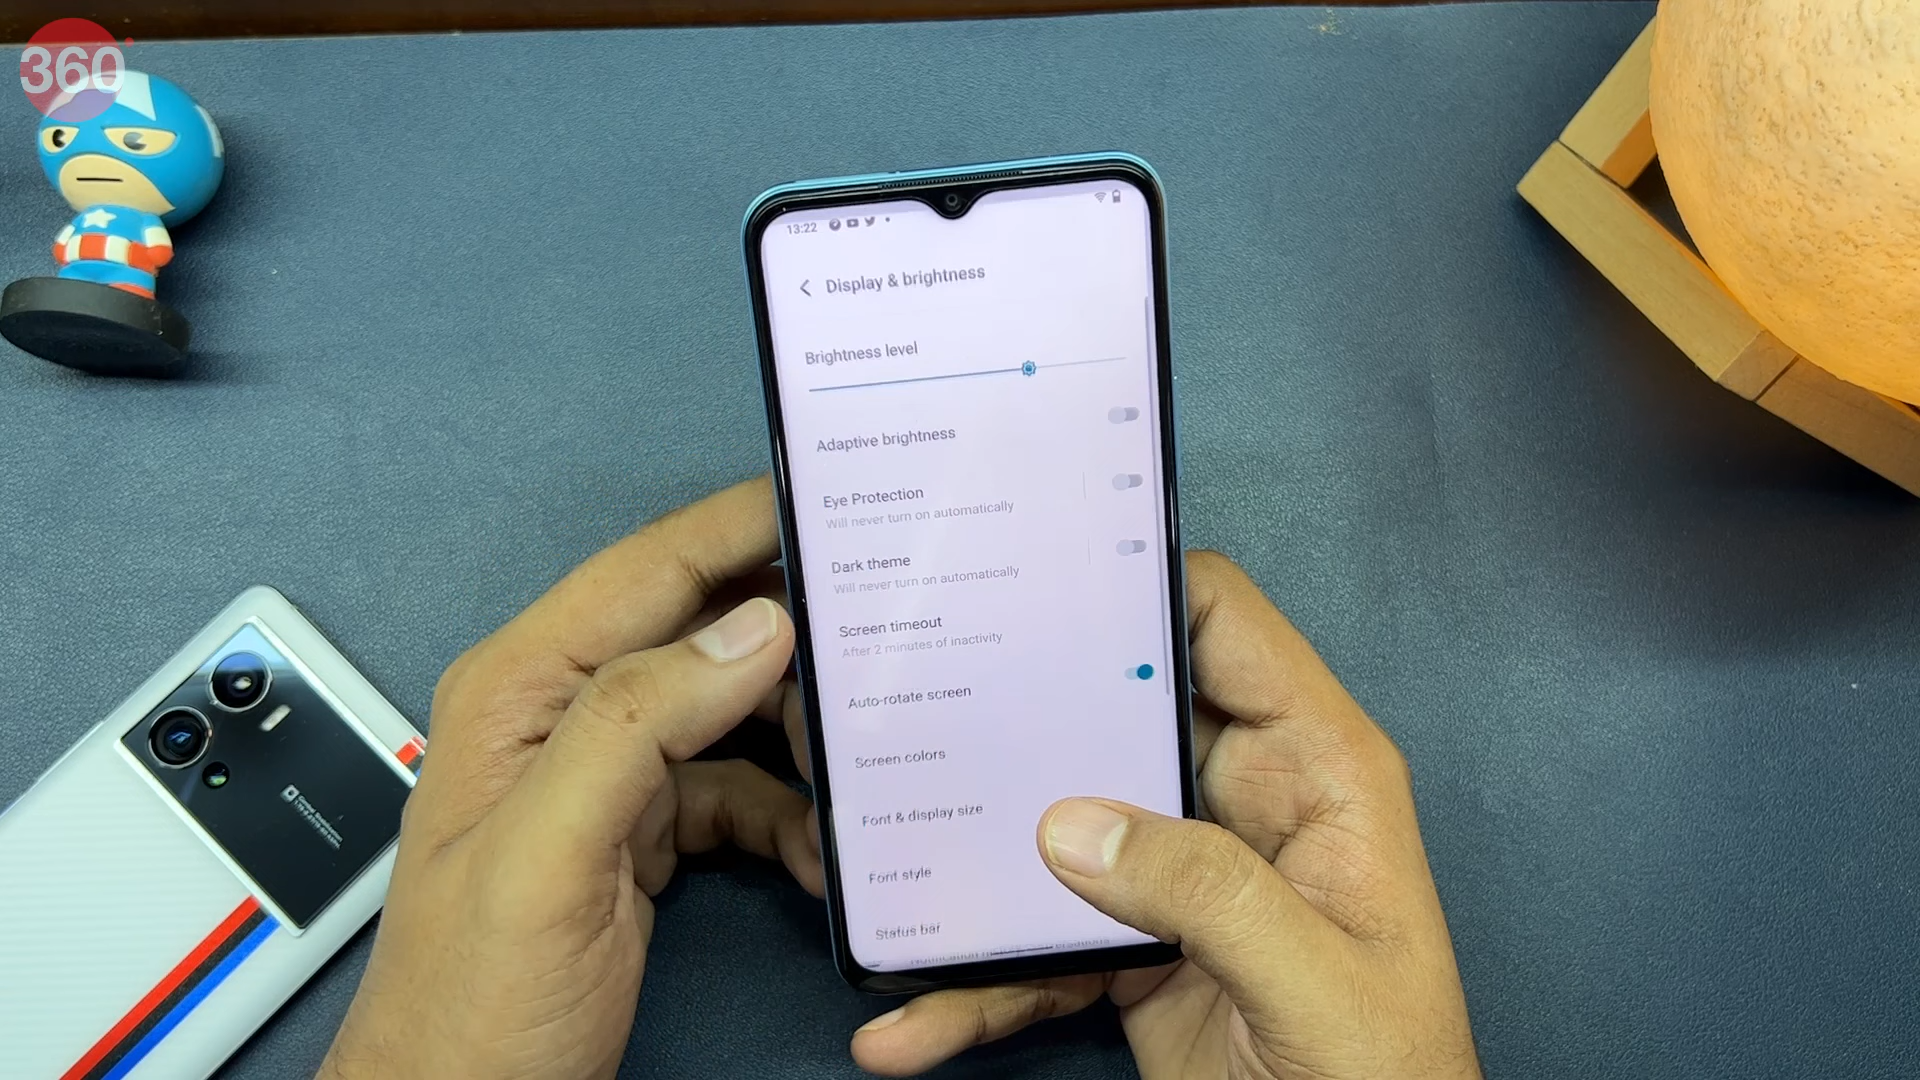 360
13:22
Display & brightness
Brightness level
Adaptive brightness
Eye Protection
Will never turn on automatically
Dark theme
Will never turn on automatically
Screen timeout
After 2 minutes of inactivity
Auto-rotate screen
Screen colors
Font & display size
Font style
Status bar